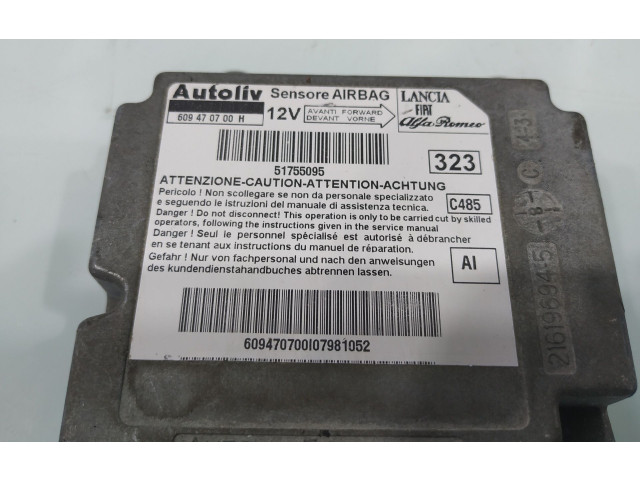 Autoliv
Sensore AIRBAG
LANCIA
FIAT
Alfa Romeo
609 47 07 00 H
12V
AVANTI FORWARD
DEVANT VORNE
51755095
323
ATTENZIONE-CAUTION-ATTENTION-ACHTUNG
Pericolo ! Non scollegare se non da personale specializzato
e seguendo le istruzioni del manuale di assistenza tecnica.
C485
Danger ! Do not disconnect! This operation is only to be carried cut by skilled
operators, following the instructions given in the service manual
Danger ! Seul le personnel spécialisé est autorisé à débrancher
en se tenant aux instructions du manuel de réparation.
AI
Gefahr ! Nur von fachpersonal und nach den anweisungen
des kundendienstahandbuches abtrennen lassen.
609470700I07981052